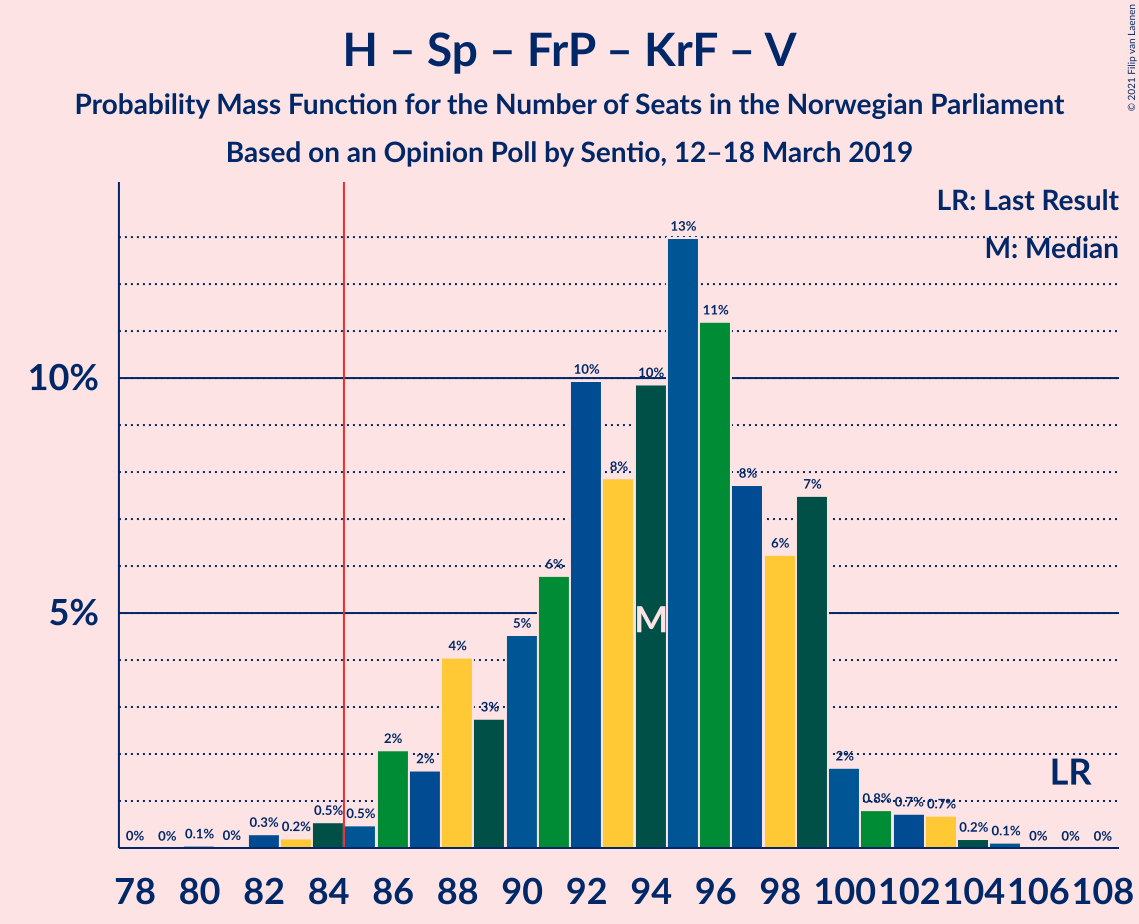 H – Sp – FrP – KrF – V
Probability Mass Function for the Number of Seats in the Norwegian Parliament
Based on an Opinion Poll by Sentio, 12–18 March 2019
© 2021 Filip van Laenen
LR: Last Result
M: Median
13%
11%
10%
10%
10%
8%
8%
7%
6%
6%
5%
5%
4%
3%
2%
2%
2%
M
LR
0% 0% 0.1% 0% 0.3% 0.2% 0.5% 0.5% 0.8% 0.7% 0.7% 0.2% 0.1% 0% 0% 0%
78 80 82 84 86 88 90 92 94 96 98 100 102 104 106 108